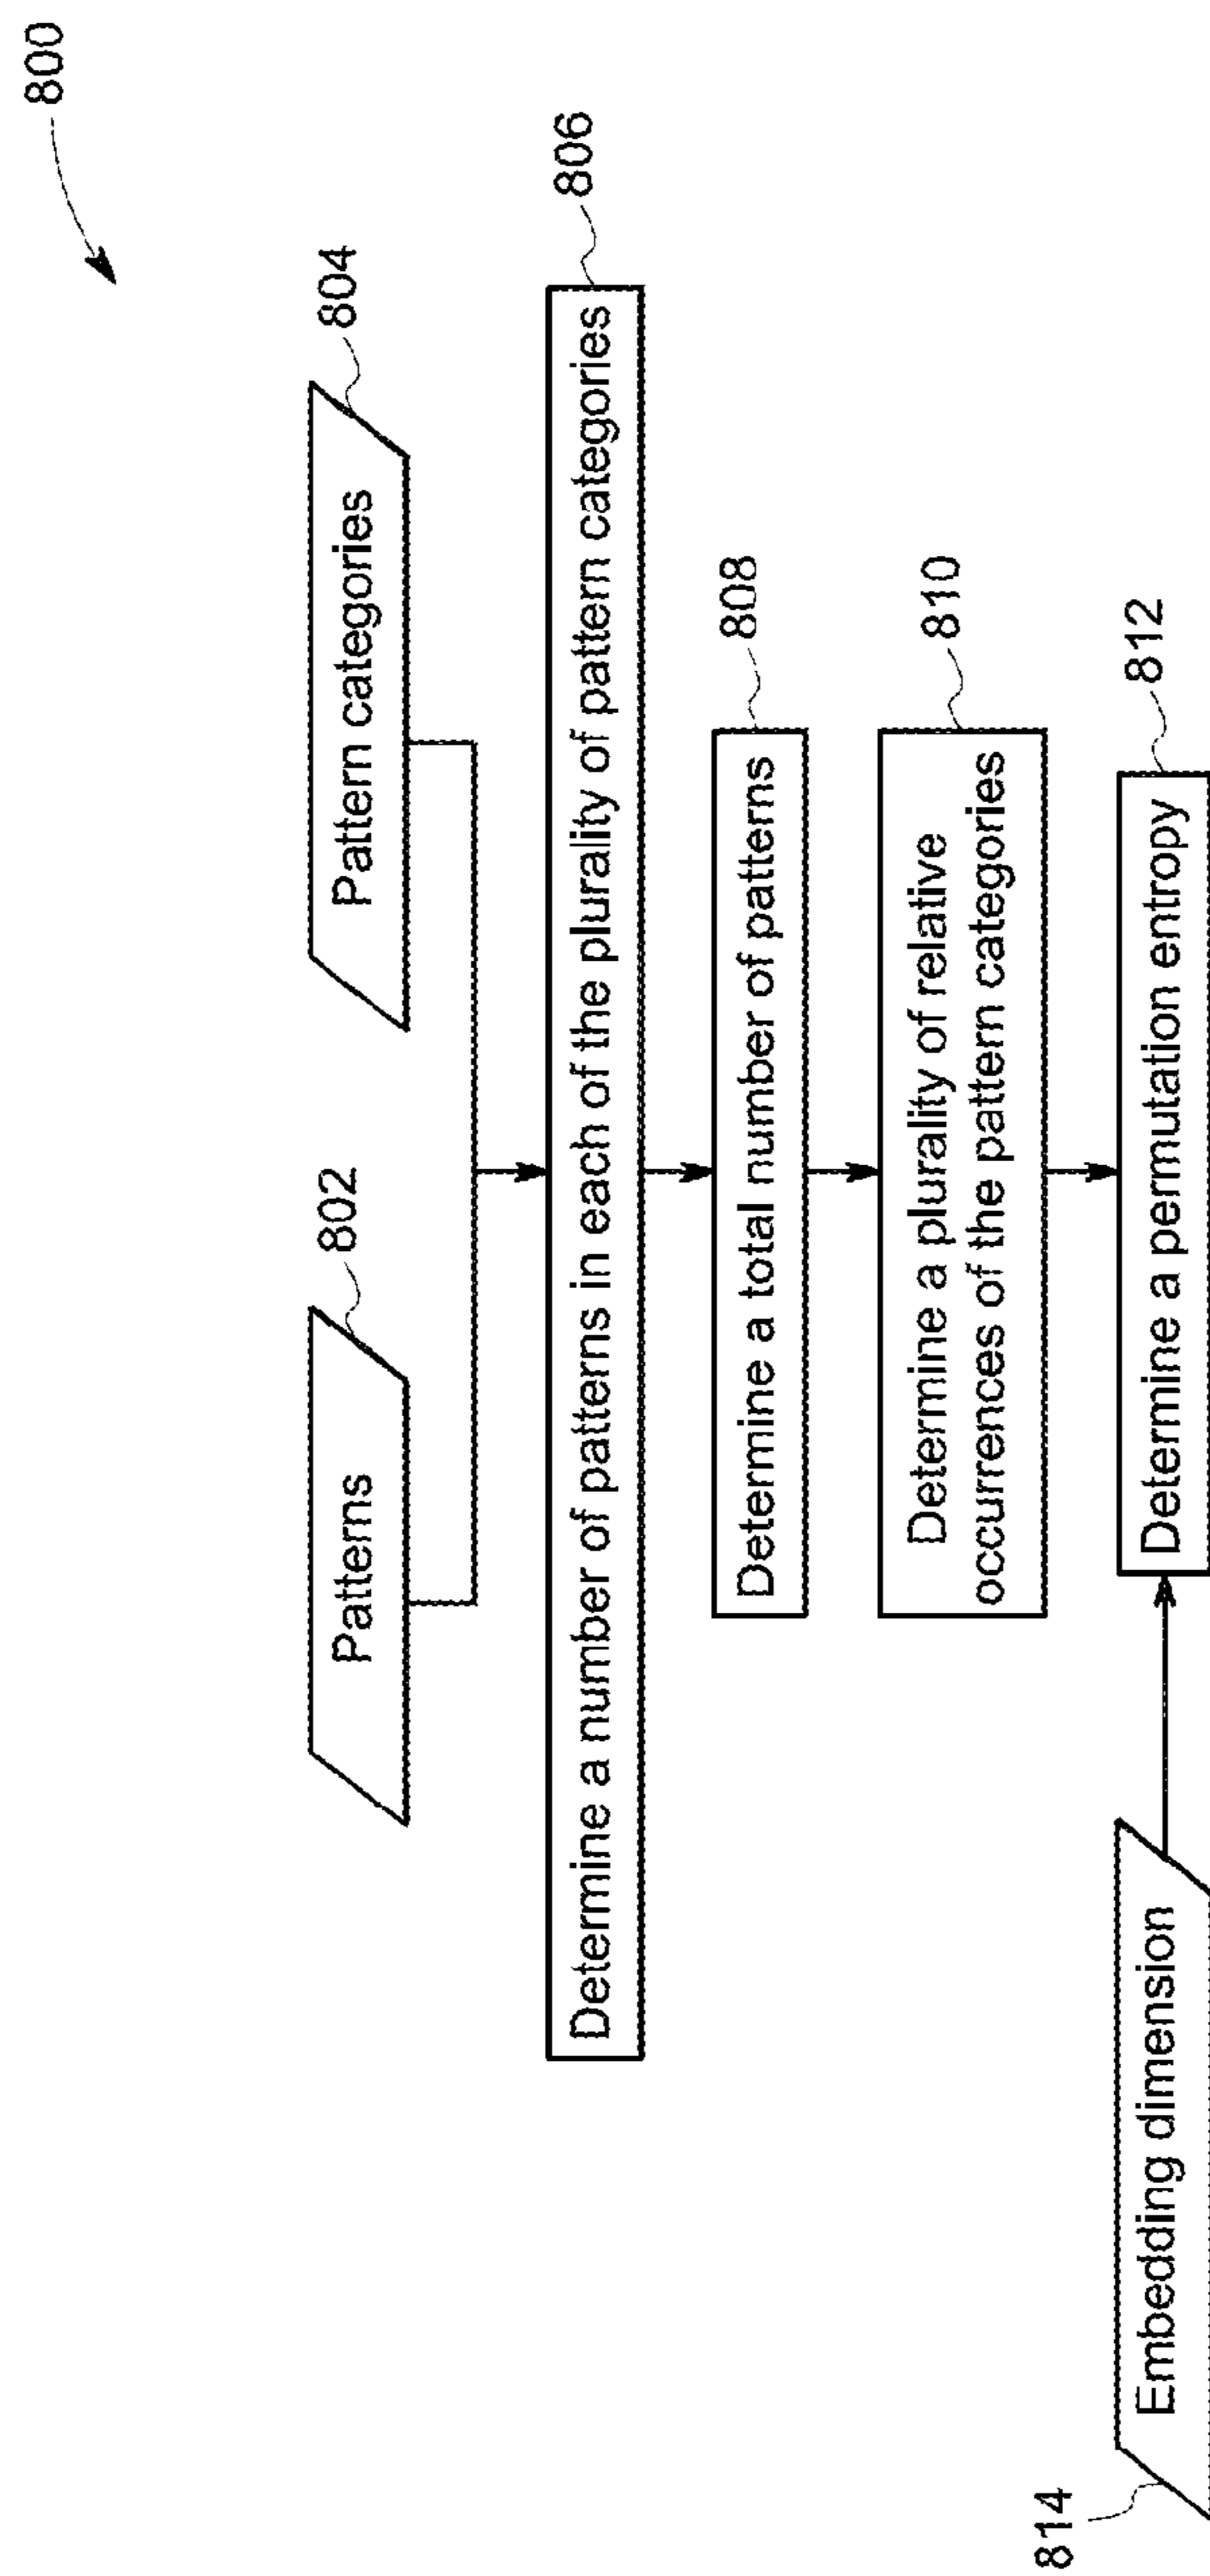 800
Patterns
802
Pattern categories
804
Determine a number of patterns in each of the plurality of pattern categories
806
Determine a total number of patterns
808
Determine a plurality of relative
occurrences of the pattern categories
810
814
Embedding dimension
Determine a permutation entropy
812